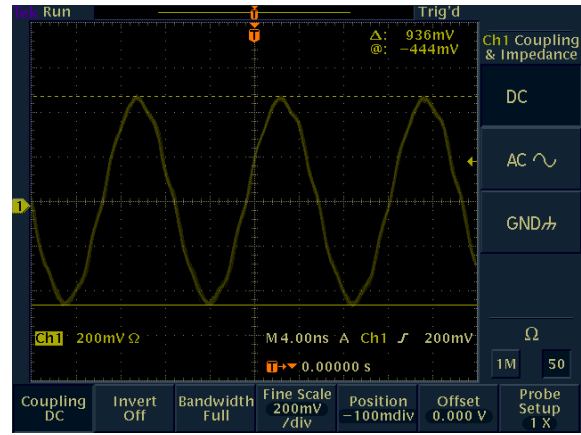 Tek Run
Trig'd
T
Δ: 936mV
@: −444mV
Ch1 Coupling
& Impedance
DC
AC
GND
1
Ch1 200mV Ω
M 4.00ns A Ch1 ∫ 200mV
T→▼ 0.00000 s
Ω
1M 50
Coupling
DC
Invert
Off
Bandwidth
Full
Fine Scale
200mV
/div
Position
−100mdiv
Offset
0.000 V
Probe
Setup
1 X